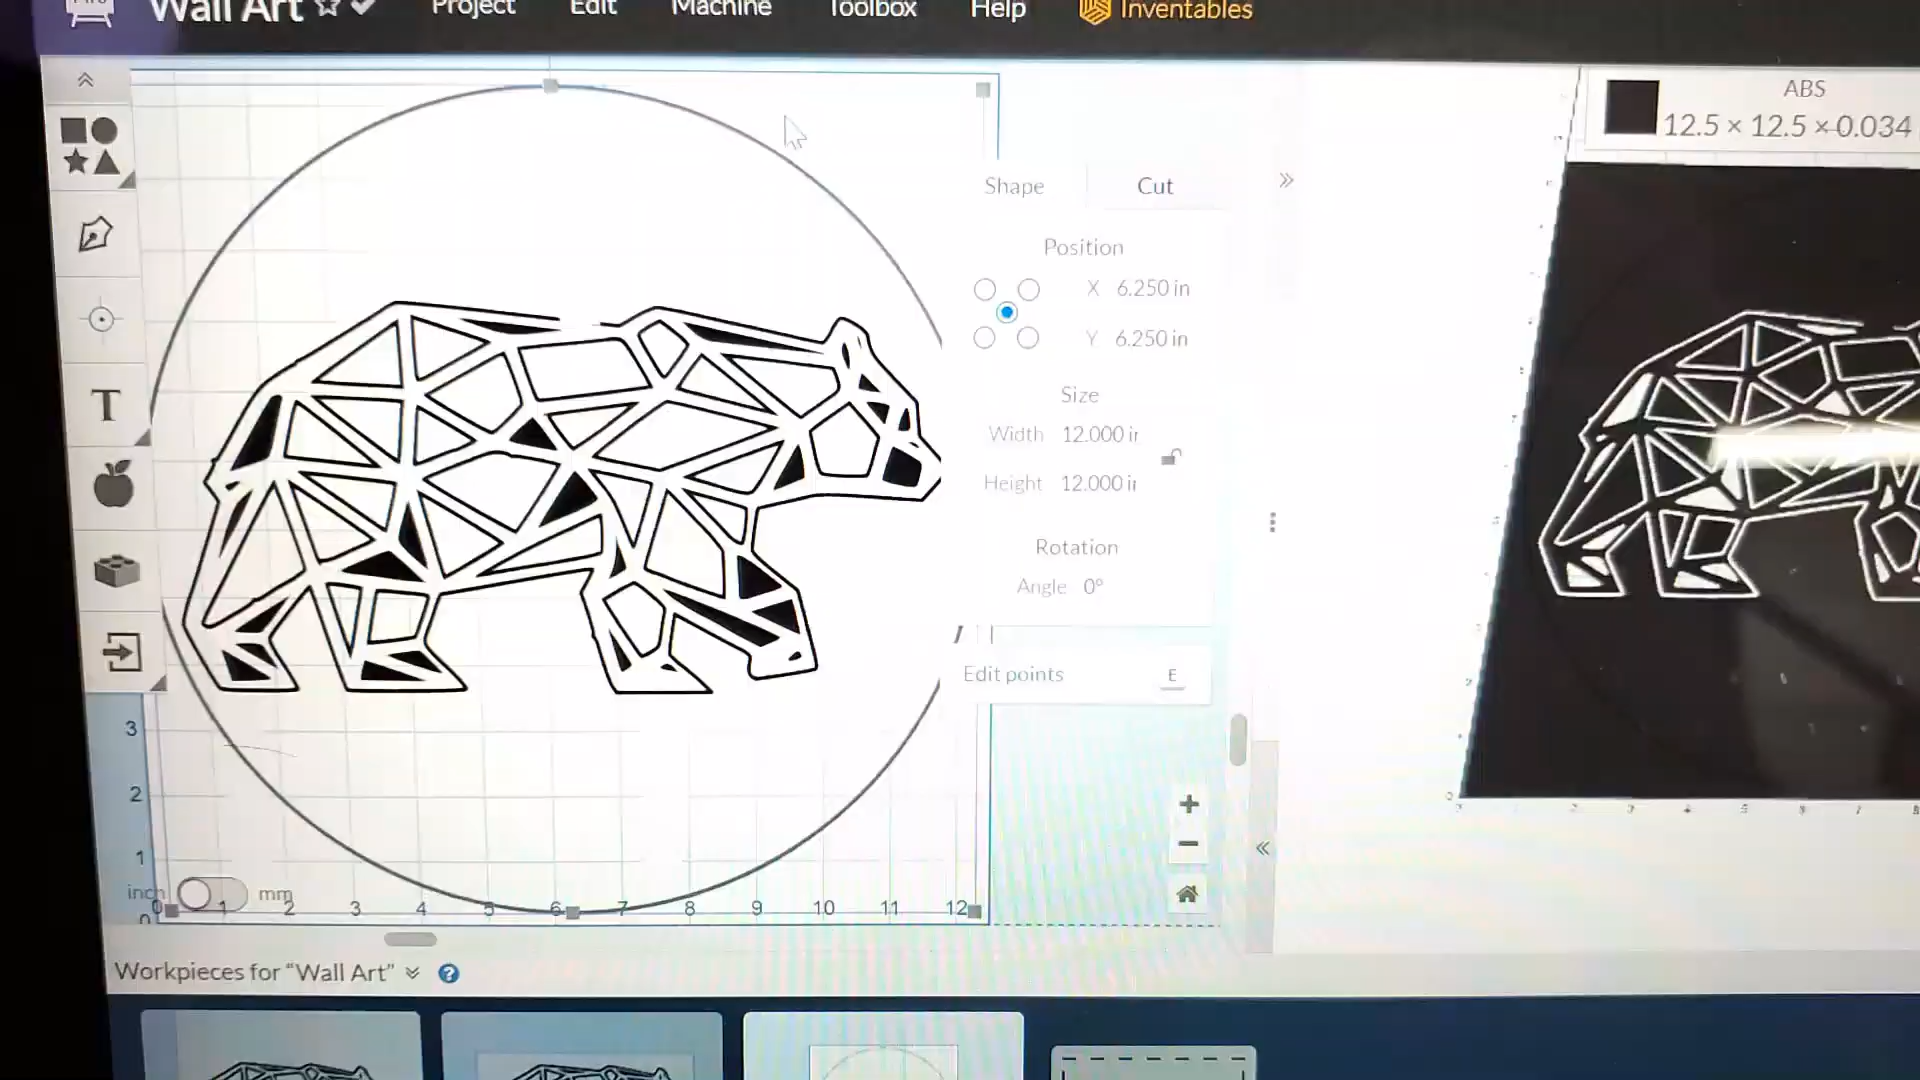 Wall Art
Project
Edit
Machine
Toolbox
Help
Inventables
ABS
12.5 × 12.5 × 0.034
Shape
Cut
Position
X 6.250 in
Y 6.250 in
Size
Width 12.000 ir
Height 12.000 ir
Rotation
Angle 0°
Edit points E
T
3
2
1
0
inch
mm
0 1 2 3 4 5 6 7 8 9 10 11 12
Workpieces for "Wall Art"
?